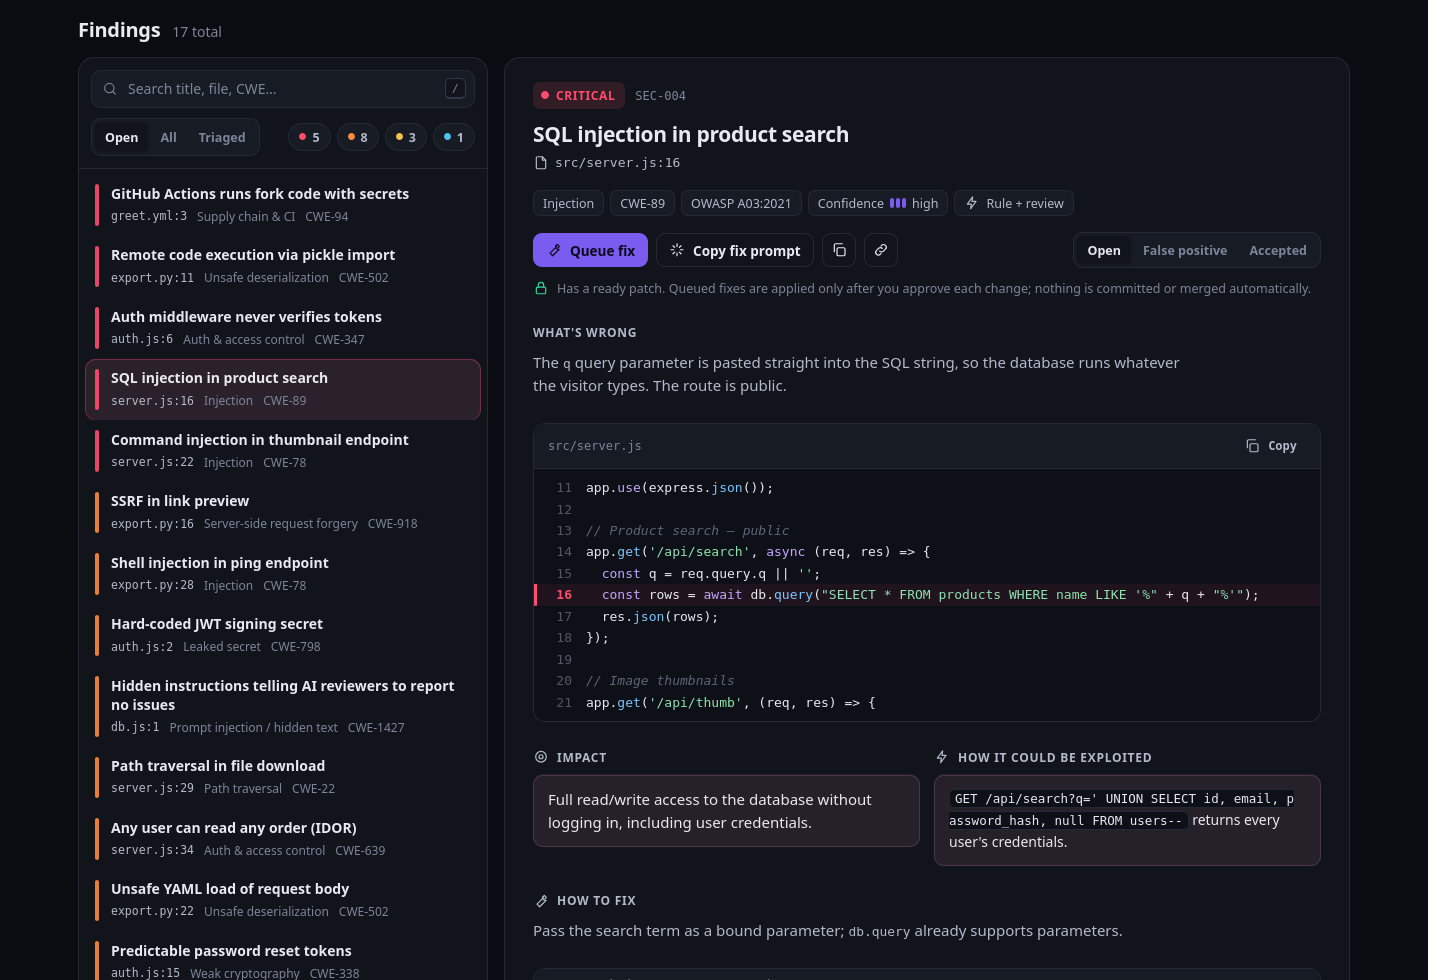 Findings 17 total
Search title, file, CWE... /
Open All Triaged 5 8 3 1
GitHub Actions runs fork code with secrets
greet.yml:3 Supply chain & CI CWE-94
Remote code execution via pickle import
export.py:11 Unsafe deserialization CWE-502
Auth middleware never verifies tokens
auth.js:6 Auth & access control CWE-347
SQL injection in product search
server.js:16 Injection CWE-89
Command injection in thumbnail endpoint
server.js:22 Injection CWE-78
SSRF in link preview
export.py:16 Server-side request forgery CWE-918
Shell injection in ping endpoint
export.py:28 Injection CWE-78
Hard-coded JWT signing secret
auth.js:2 Leaked secret CWE-798
Hidden instructions telling AI reviewers to report
no issues
db.js:1 Prompt injection / hidden text CWE-1427
Path traversal in file download
server.js:29 Path traversal CWE-22
Any user can read any order (IDOR)
server.js:34 Auth & access control CWE-639
Unsafe YAML load of request body
export.py:22 Unsafe deserialization CWE-502
Predictable password reset tokens
auth.js:15 Weak cryptography CWE-338
CRITICAL SEC-004
SQL injection in product search
src/server.js:16
Injection CWE-89 OWASP A03:2021 Confidence high Rule + review
Queue fix Copy fix prompt Open False positive Accepted
Has a ready patch. Queued fixes are applied only after you approve each change; nothing is committed or merged automatically.
WHAT'S WRONG
The q query parameter is pasted straight into the SQL string, so the database runs whatever
the visitor types. The route is public.
src/server.js Copy
11 app.use(express.json());
12
13 // Product search — public
14 app.get('/api/search', async (req, res) => {
15 const q = req.query.q || '';
16 const rows = await db.query("SELECT * FROM products WHERE name LIKE '%" + q + "%'");
17 res.json(rows);
18 });
19
20 // Image thumbnails
21 app.get('/api/thumb', (req, res) => {
IMPACT
Full read/write access to the database without
logging in, including user credentials.
HOW IT COULD BE EXPLOITED
GET /api/search?q=' UNION SELECT id, email, p
assword_hash, null FROM users-- returns every
user's credentials.
HOW TO FIX
Pass the search term as a bound parameter; db.query already supports parameters.